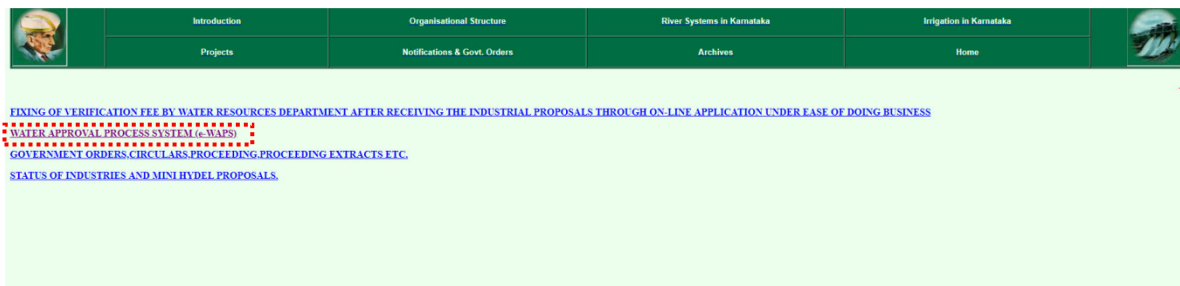 Introduction Organisational Structure River Systems in Karnataka Irrigation in Karnataka
Projects Notifications & Govt. Orders Archives Home
FIXING OF VERIFICATION FEE BY WATER RESOURCES DEPARTMENT AFTER RECEIVING THE INDUSTRIAL PROPOSALS THROUGH ON-LINE APPLICATION UNDER EASE OF DOING BUSINESS
WATER APPROVAL PROCESS SYSTEM (e-WAPS)
GOVERNMENT ORDERS,CIRCULARS,PROCEEDING,PROCEEDING EXTRACTS ETC.
STATUS OF INDUSTRIES AND MINI HYDEL PROPOSALS.